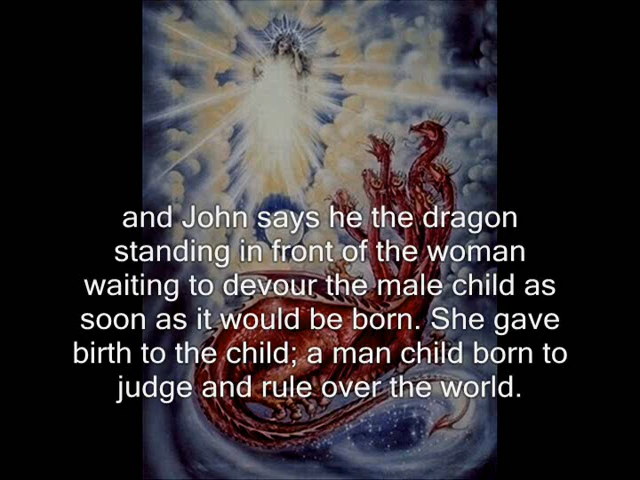 and John says he the dragon
standing in front of the woman
waiting to devour the male child as
soon as it would be born. She gave
birth to the child; a man child born to
judge and rule over the world.